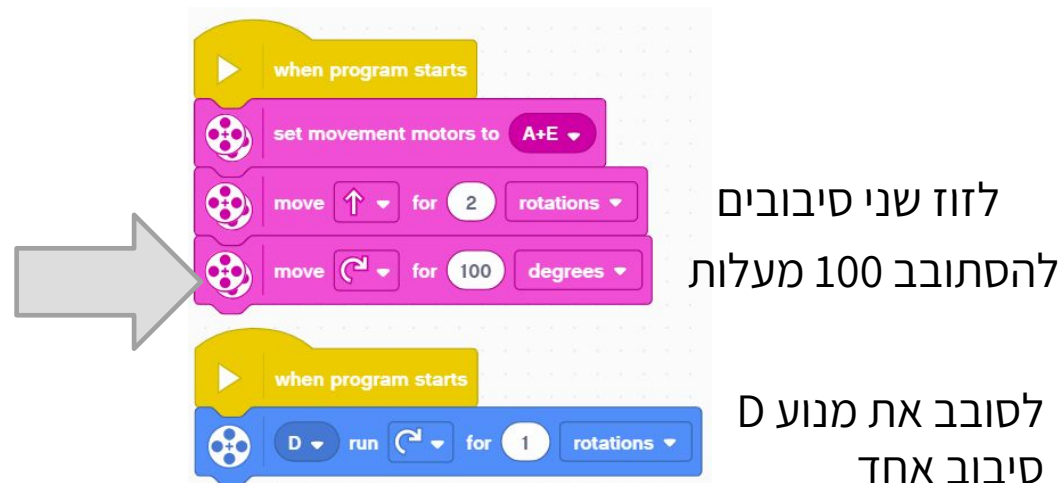 when program starts
set movement motors to A+E
move for 2 rotations
לזוז שני סיבובים
move for 100 degrees
להסתובב 100 מעלות
when program starts
D run for 1 rotations
לסובב את מנוע D
סיבוב אחד